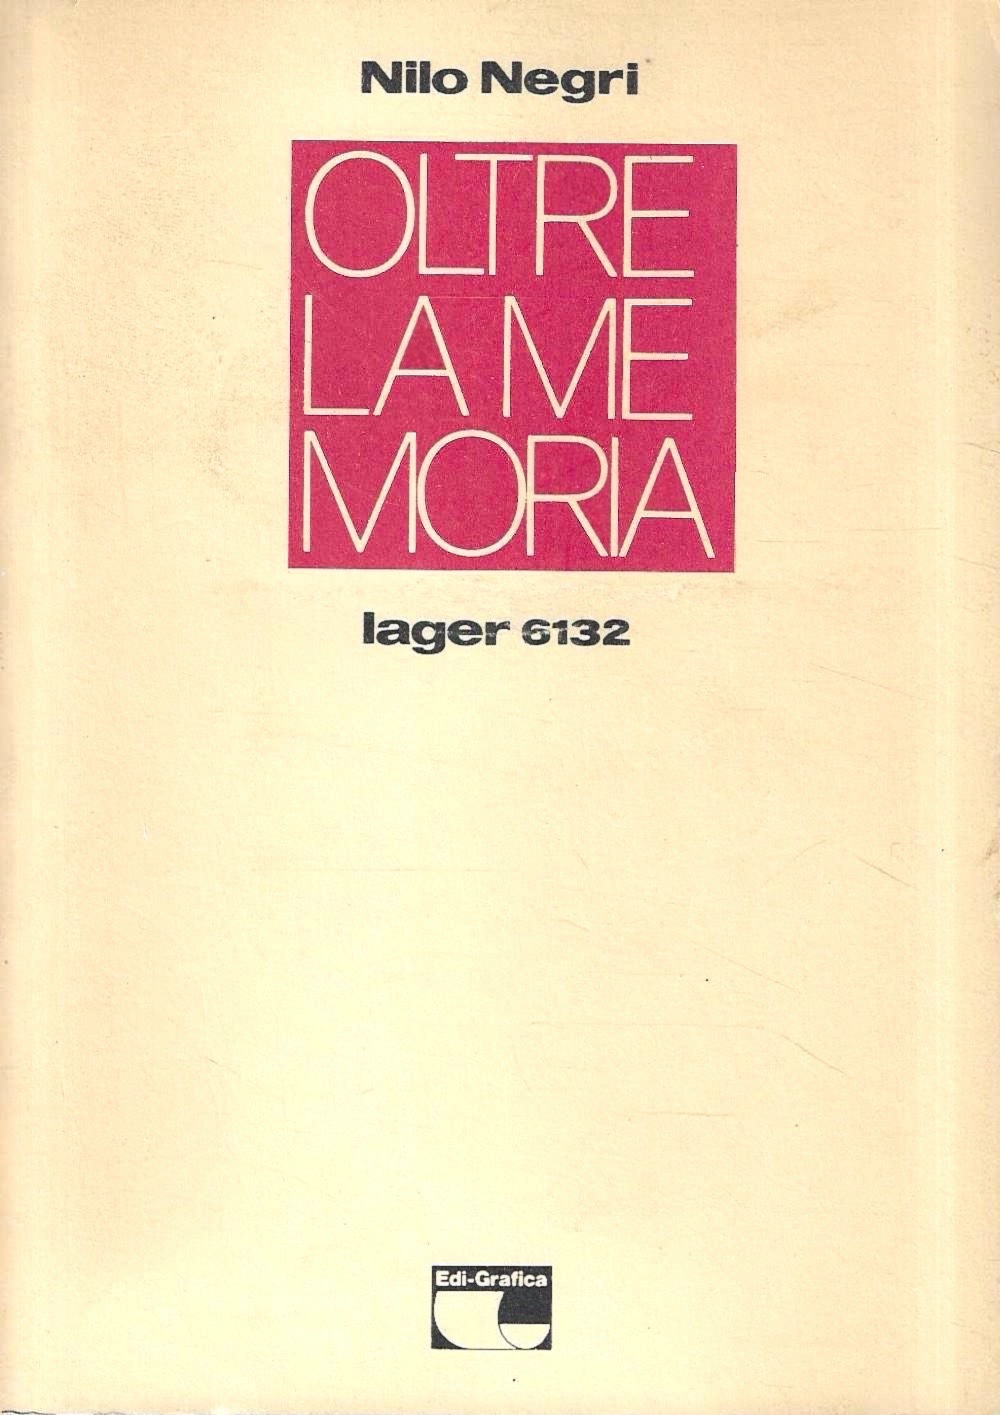 Nilo Negri
OLTRE
LA ME
MORIA
lager 6132
Edi-Grafica